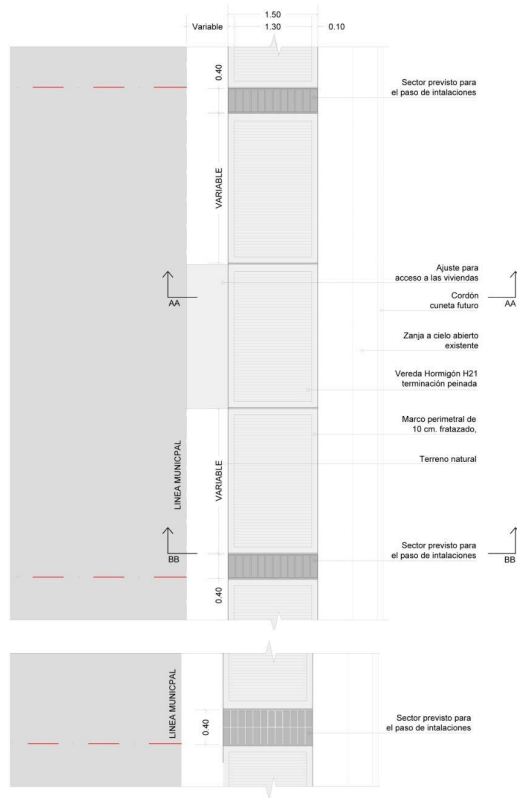 1.50
Variable
1.30
0.10
0.40
Sector previsto para
el paso de intalaciones
VARIABLE
Ajuste para
acceso a las viviendas
AA
AA
Cordón
cuneta futuro
Zanja a cielo abierto
existente
Vereda Hormigón H21
terminación peinada
Marco perimetral de
10 cm. fratazado,
Terreno natural
LINEA MUNICPAL
VARIABLE
BB
BB
Sector previsto para
el paso de intalaciones
0.40
LINEA MUNICPAL
0.40
Sector previsto para
el paso de intalaciones